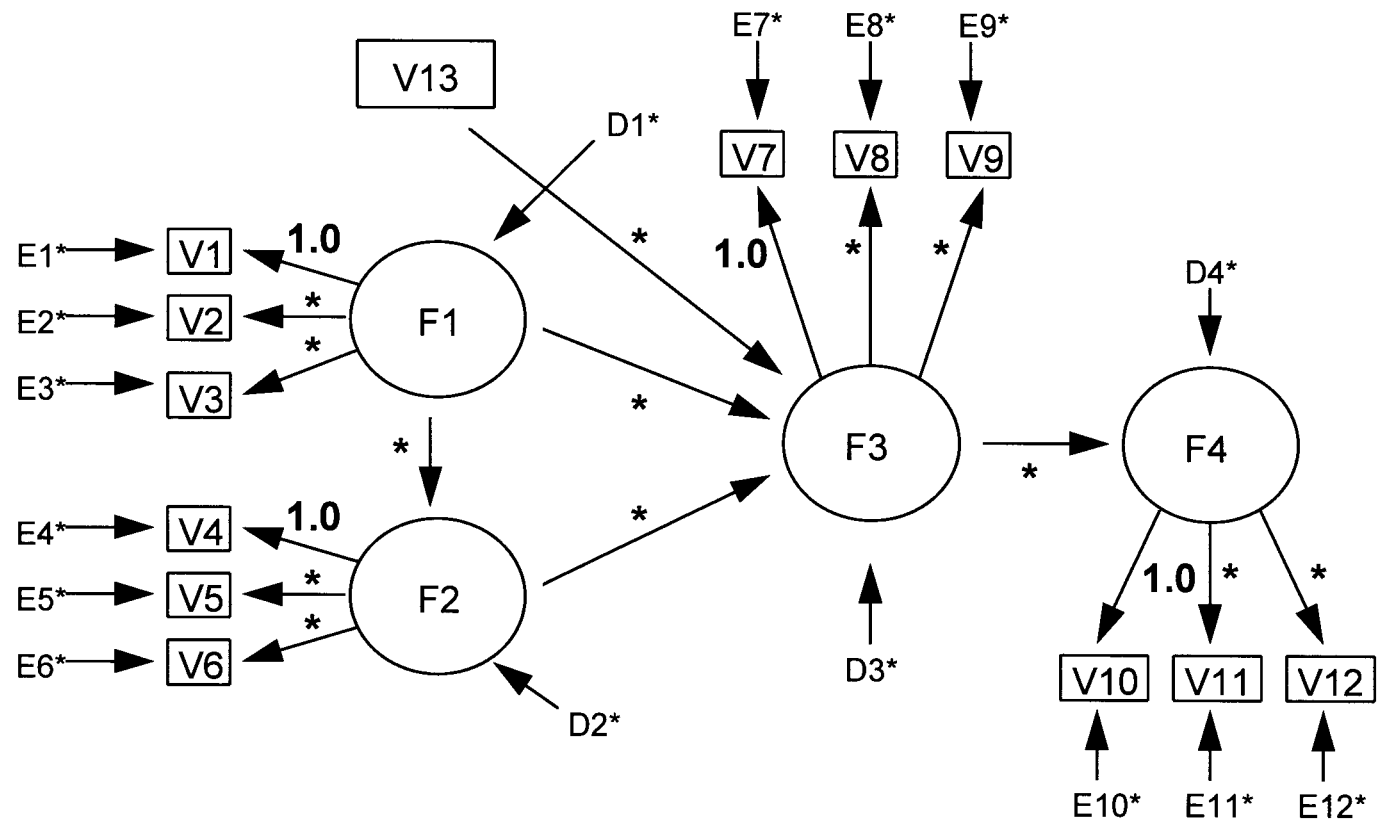 E7* E8* E9*
V13
D1*
V7 V8 V9
E1* V1 1.0
* 1.0 * *
E2* V2 * F1
D4*
E3* V3 *
*
* F3 * F4
E4* V4 1.0
*
E5* V5 * F2
1.0 * *
E6* V6 *
D3* V10 V11 V12
D2*
E10* E11* E12*